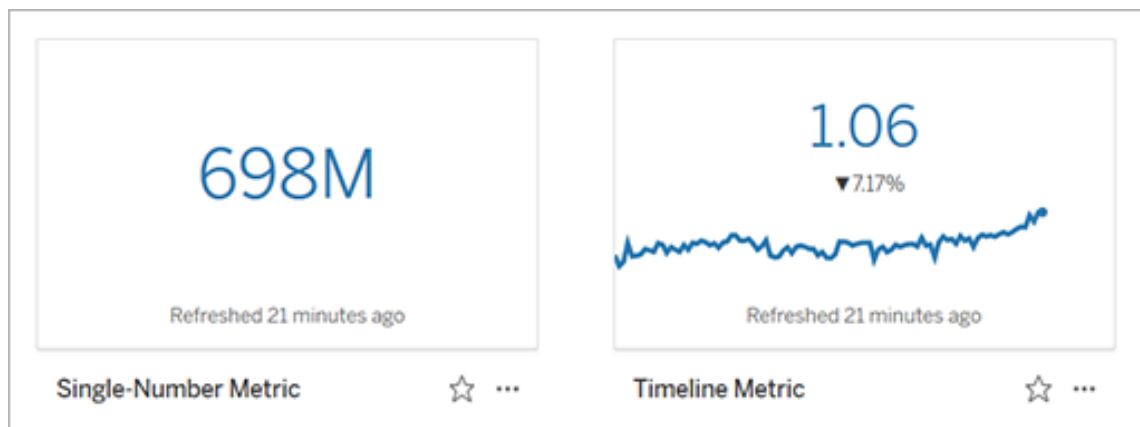 698M
Refreshed 21 minutes ago
Single-Number Metric
1.06
▼7.17%
Refreshed 21 minutes ago
Timeline Metric